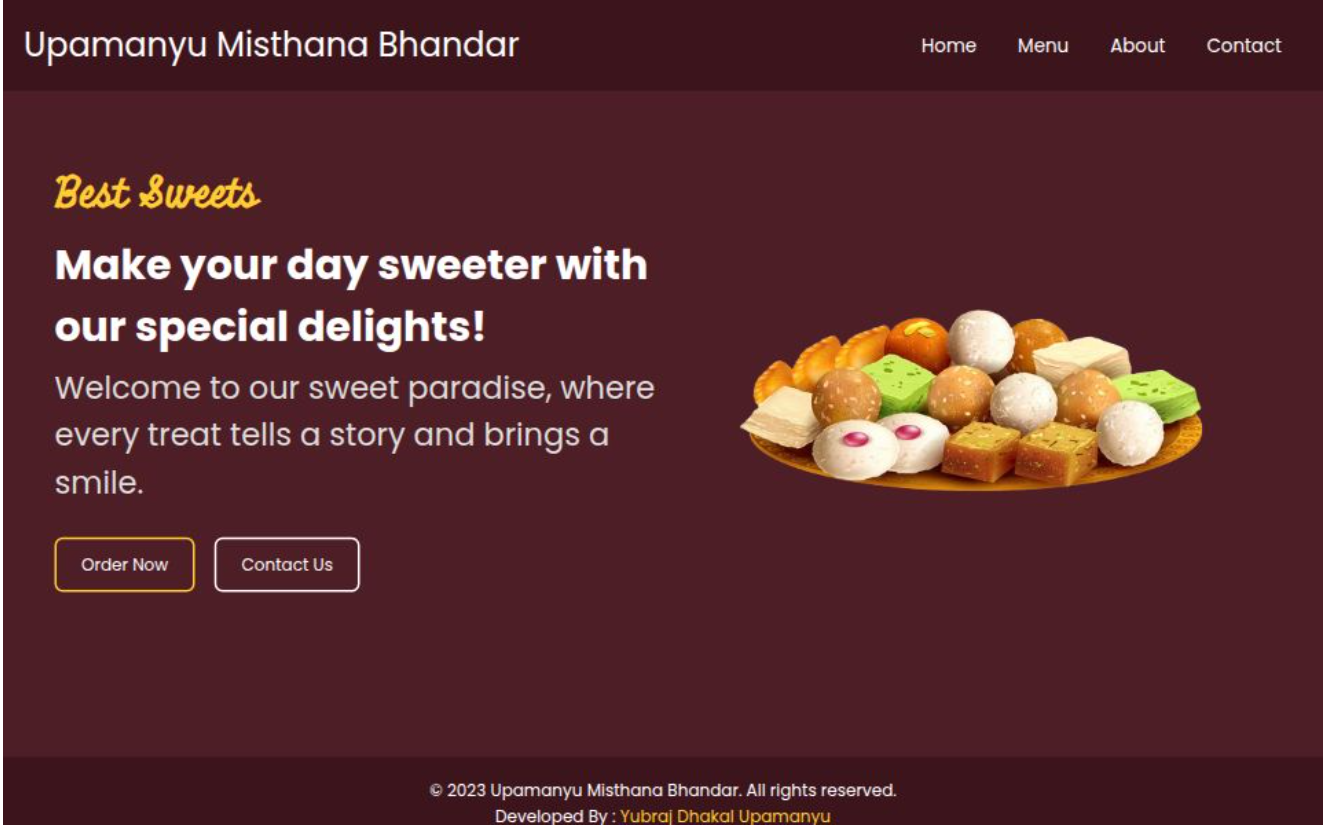 Upamanyu Misthana Bhandar
Home Menu About Contact
Best Sweets
Make your day sweeter with
our special delights!
Welcome to our sweet paradise, where
every treat tells a story and brings a
smile.
Order Now Contact Us
© 2023 Upamanyu Misthana Bhandar. All rights reserved.
Developed By : Yubraj Dhakal Upamanyu